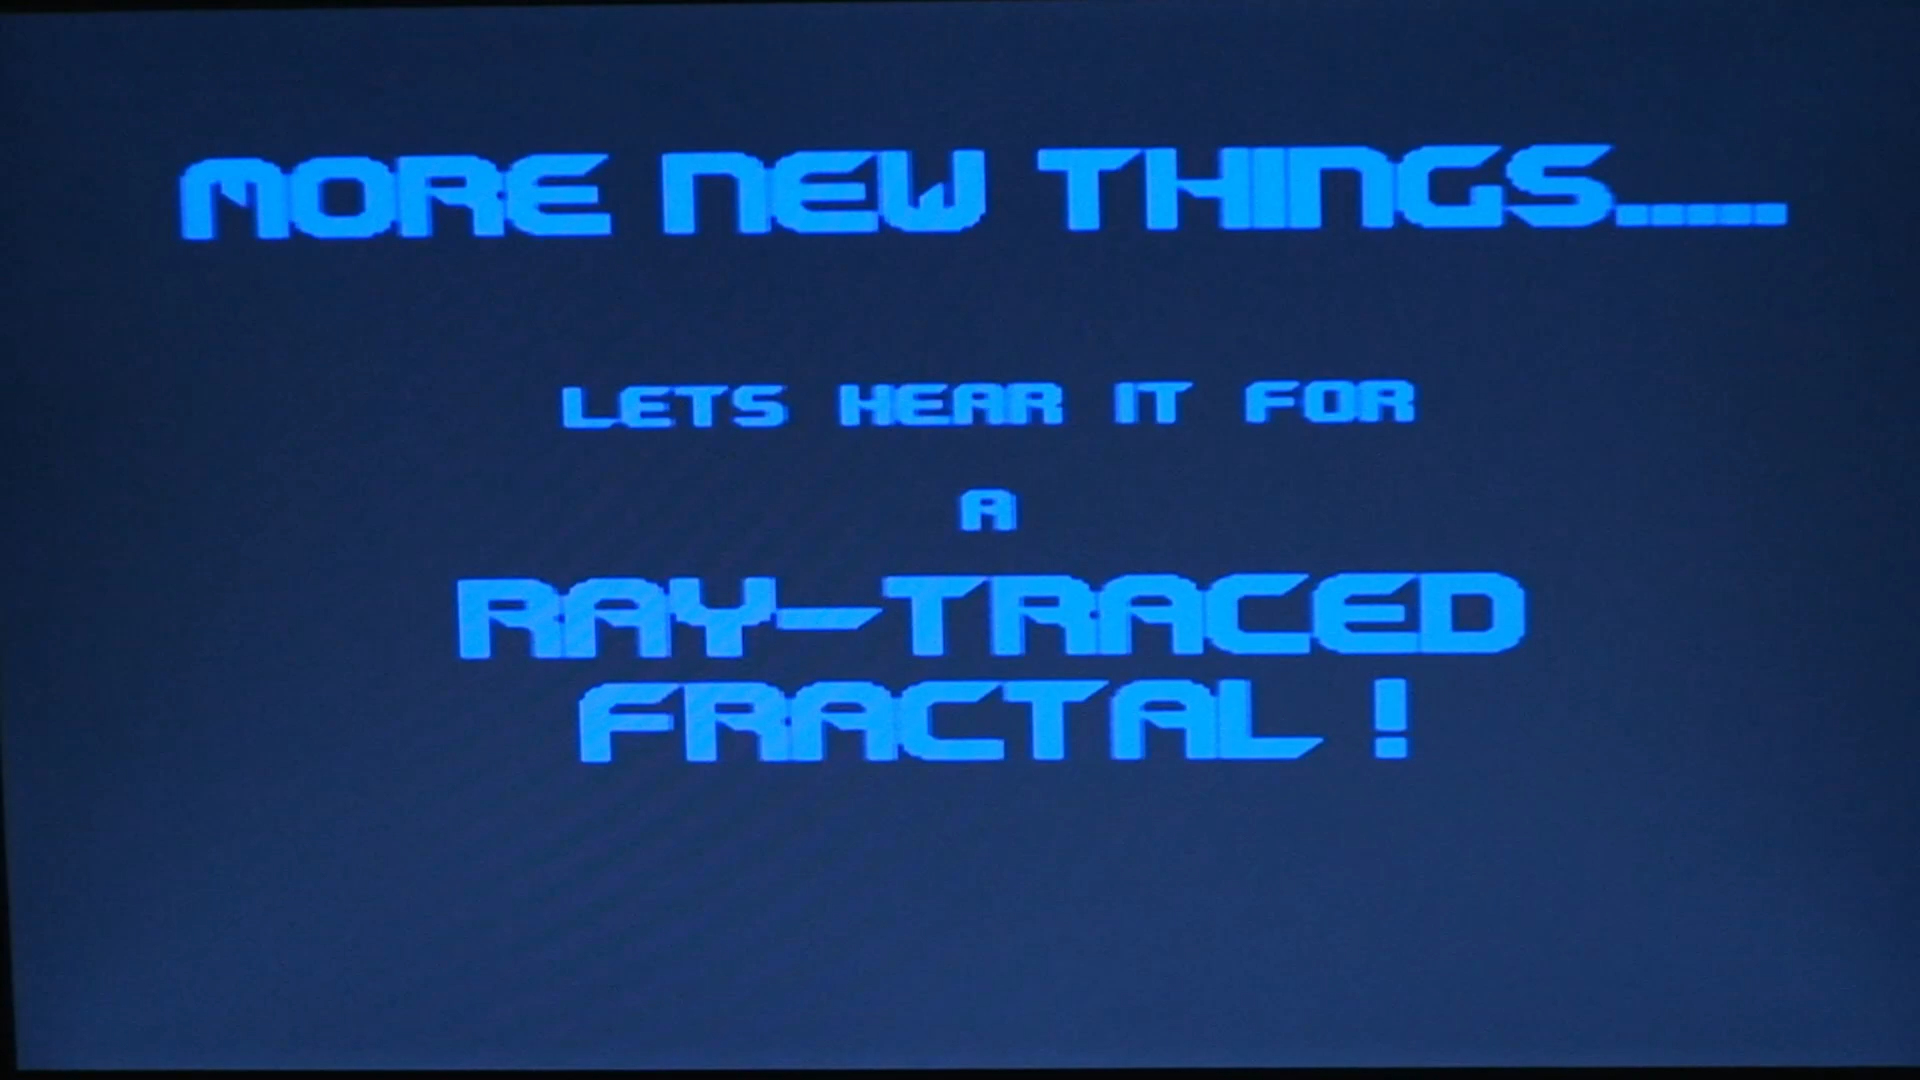 MORE NEW THINGS.....
LETS HEAR IT FOR
A
RAY-TRACED
FRACTAL !